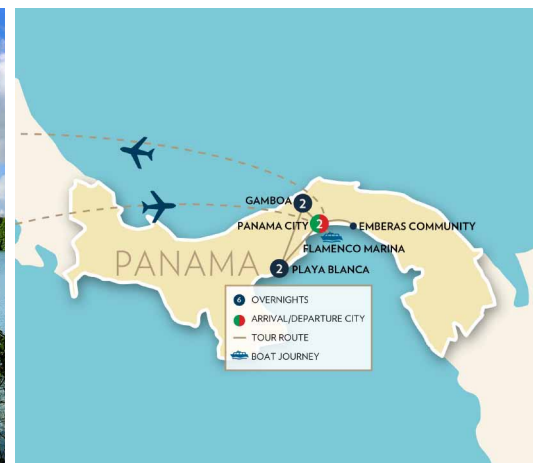 GAMBOA 2
PANAMA CITY 2 EMBERAS COMMUNITY
FLAMENCO MARINA
PANAMA
2 PLAYA BLANCA
6 OVERNIGHTS
ARRIVAL/DEPARTURE CITY
TOUR ROUTE
BOAT JOURNEY